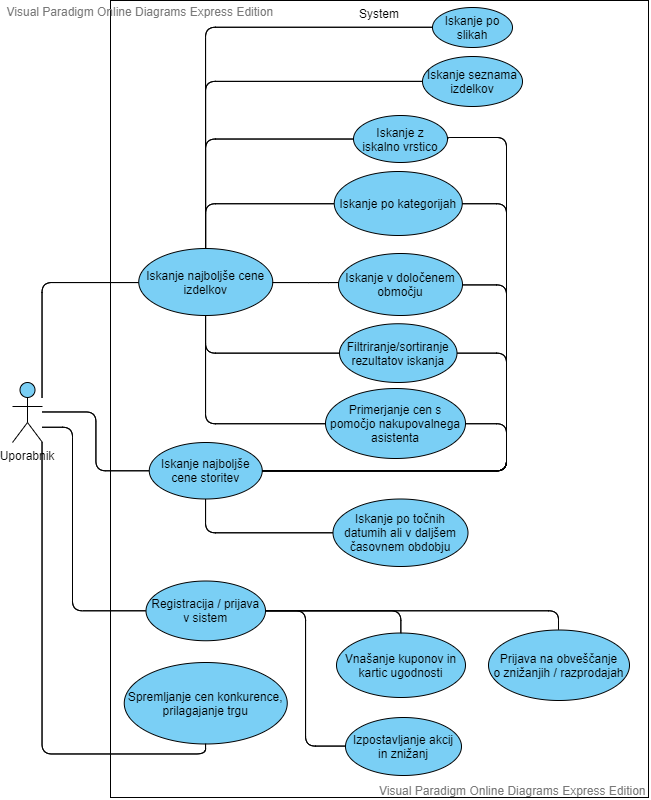 Visual Paradigm Online Diagrams Express Edition
System
Iskanje po
slikah
Iskanje seznama
izdelkov
Iskanje z
iskalno vrstico
Iskanje po kategorijah
Iskanje najboljše cene
izdelkov
Iskanje v določenem
območju
Filtriranje/sortiranje
rezultatov iskanja
Primerjanje cen s
pomočjo nakupovalnega
asistenta
Uporabnik
Iskanje najboljše
cene storitev
Iskanje po točnih
datumih ali v daljšem
časovnem obdobju
Registracija / prijava
v sistem
Vnašanje kuponov in
kartic ugodnosti
Prijava na obveščanje
o znižanjih / razprodajah
Spremljanje cen konkurence,
prilagajanje trgu
Izpostavljanje akcij
in znižanj
Visual Paradigm Online Diagrams Express Edition